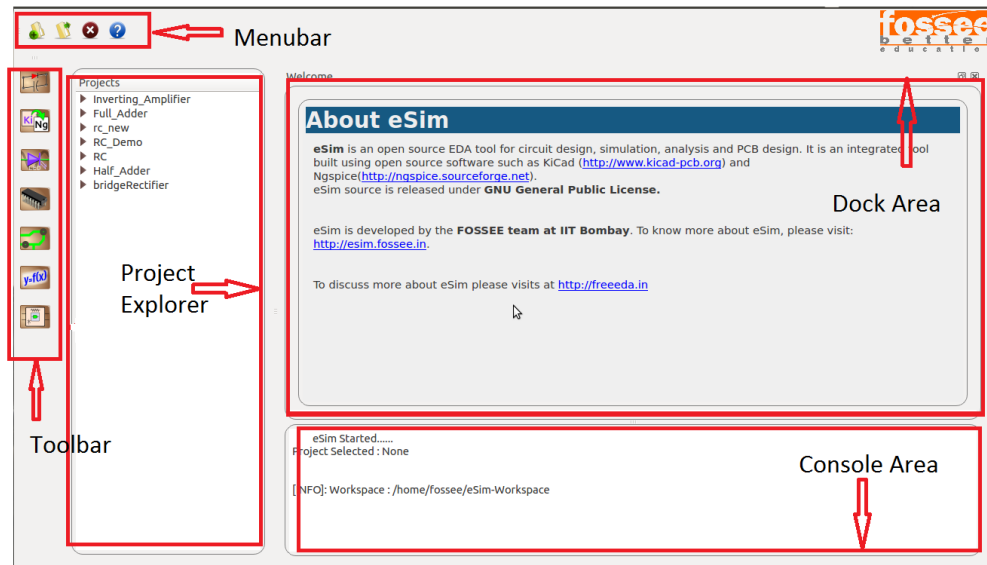 Menubar
fossee
better
educatio
Projects
Inverting_Amplifier
Full_Adder
rc_new
RC_Demo
RC
Half_Adder
bridgeRectifier
Ki
Ng
y=f(x)
Project
Explorer
Toolbar
Welcome
About eSim
eSim is an open source EDA tool for circuit design, simulation, analysis and PCB design. It is an integrated tool
built using open source software such as KiCad (http://www.kicad-pcb.org) and
Ngspice(http://ngspice.sourceforge.net).
eSim source is released under GNU General Public License.
Dock Area
eSim is developed by the FOSSEE team at IIT Bombay. To know more about eSim, please visit:
http://esim.fossee.in.
To discuss more about eSim please visits at http://freeeda.in
eSim Started......
Project Selected : None
Console Area
[INFO]: Workspace : /home/fossee/eSim-Workspace